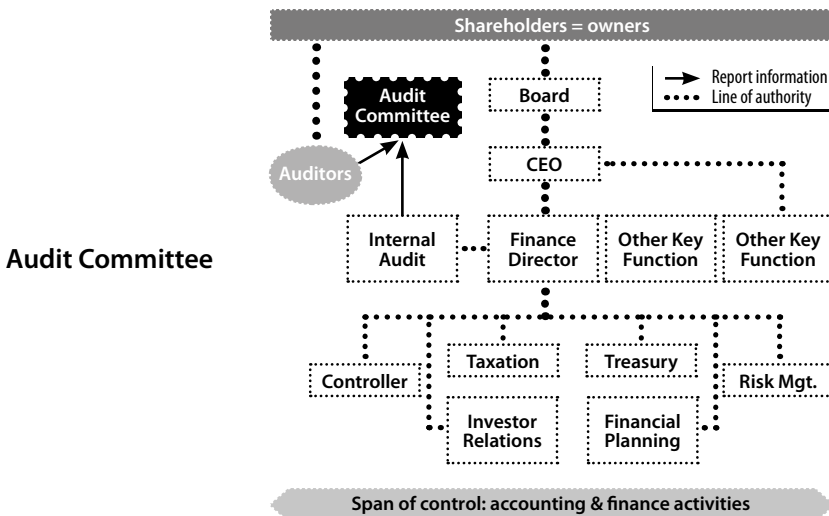 Shareholders = owners
Audit
Committee
Board
Report information
Line of authority
CEO
Auditors
Audit Committee
Internal
Audit
Finance
Director
Other Key
Function
Other Key
Function
Taxation
Treasury
Controller
Risk Mgt.
Investor
Relations
Financial
Planning
Span of control: accounting & finance activities